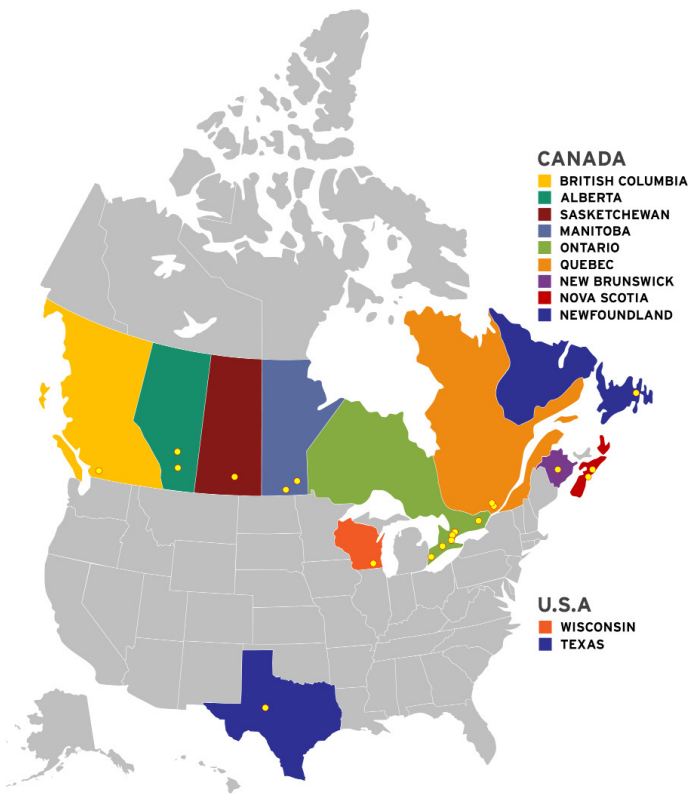 CANADA
BRITISH COLUMBIA
ALBERTA
SASKETCHEWAN
MANITOBA
ONTARIO
QUEBEC
NEW BRUNSWICK
NOVA SCOTIA
NEWFOUNDLAND
U.S.A
WISCONSIN
TEXAS